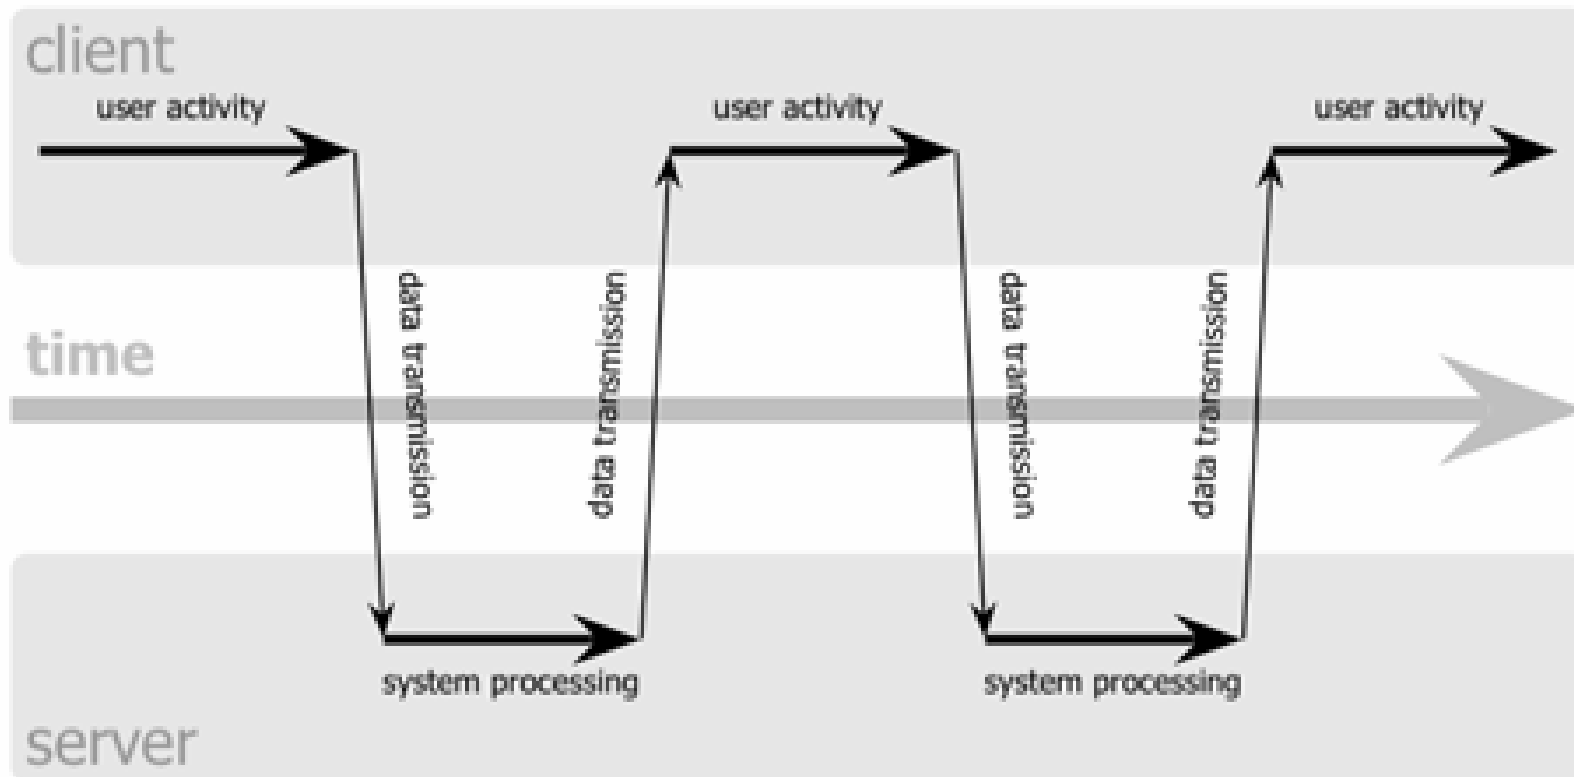 client
user activity
user activity
user activity
data transmission
data transmission
data transmission
data transmission
time
system processing
system processing
server